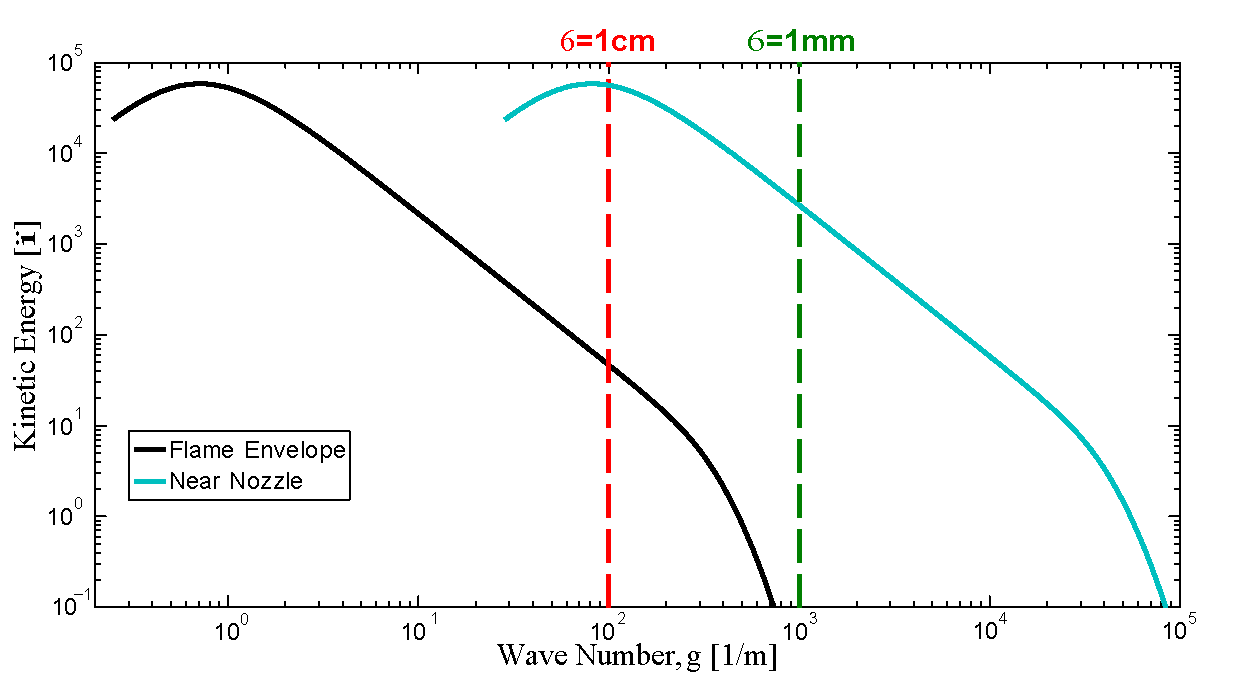 6=1cm
6=1mm
10^5
10^4
10^3
10^2
10^1
10^0
10^-1
Kinetic Energy [ϊ]
Flame Envelope
Near Nozzle
10^0
10^1
10^2
10^3
10^4
10^5
Wave Number, g [1/m]